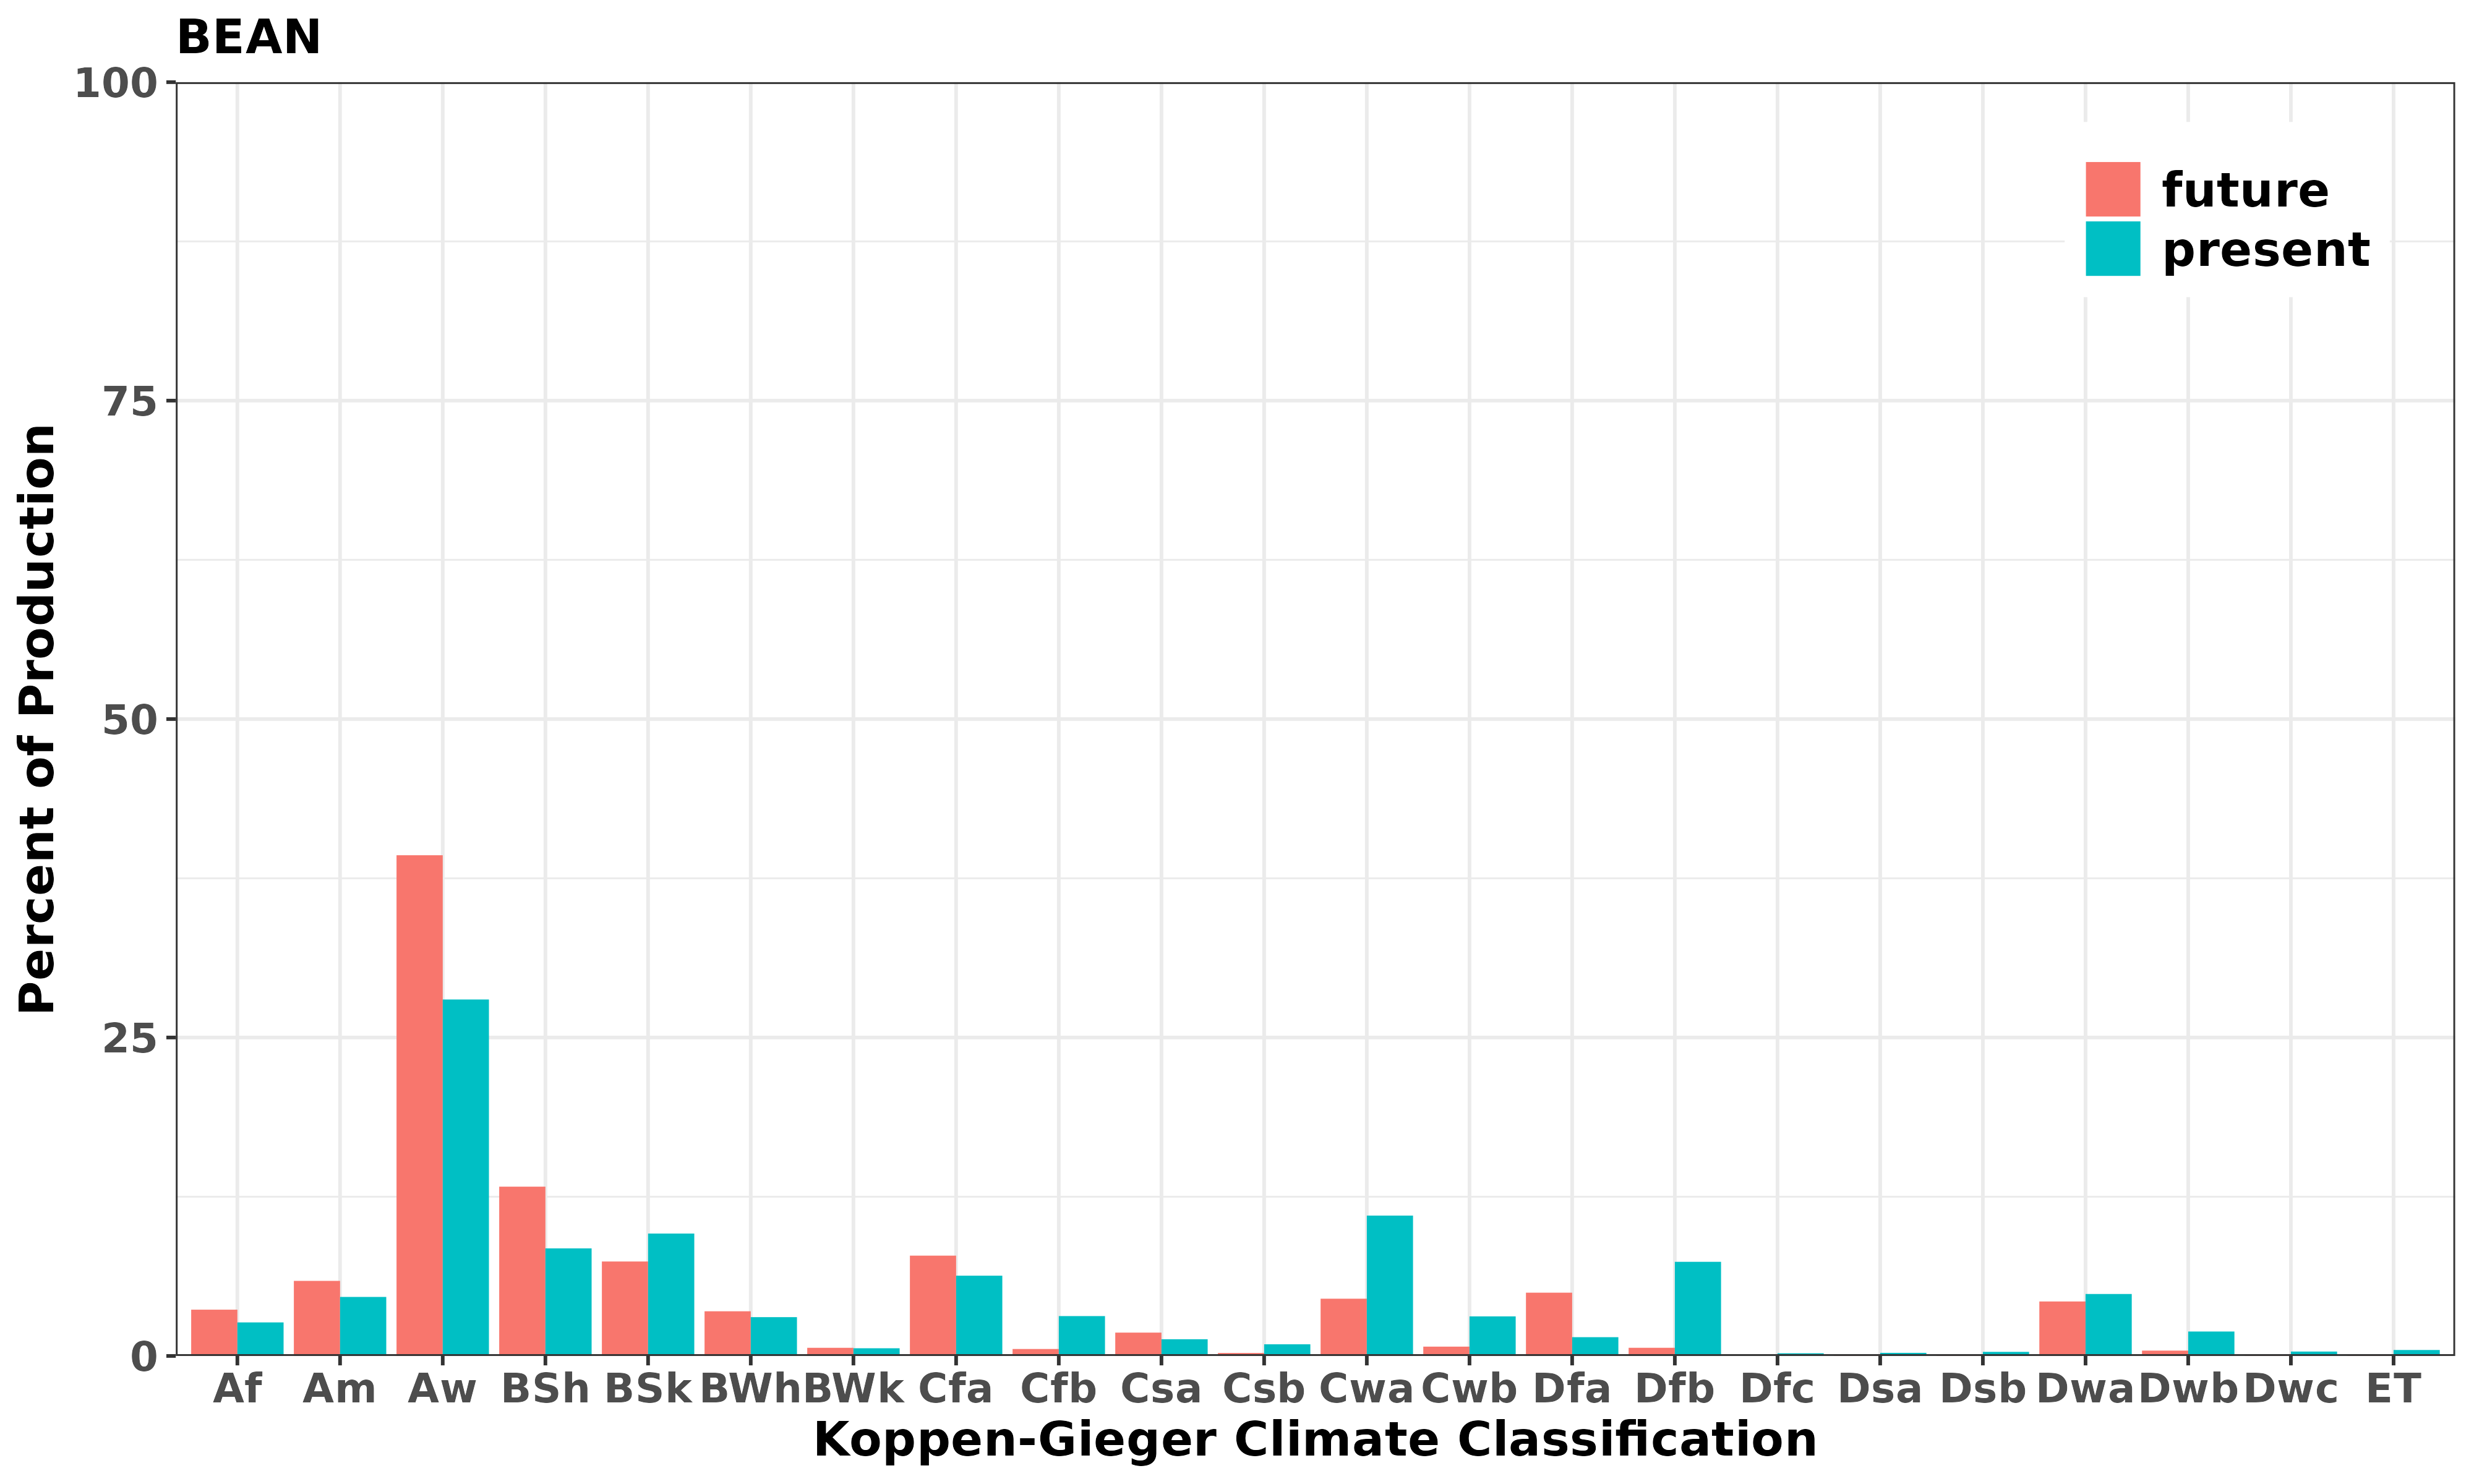 BEAN
100
75
50
25
0
Percent of Production
future
present
Af Am Aw BSh BSk BWh BWk Cfa Cfb Csa Csb Cwa Cwb Dfa Dfb Dfc Dsa Dsb Dwa Dwb Dwc ET
Koppen-Gieger Climate Classification